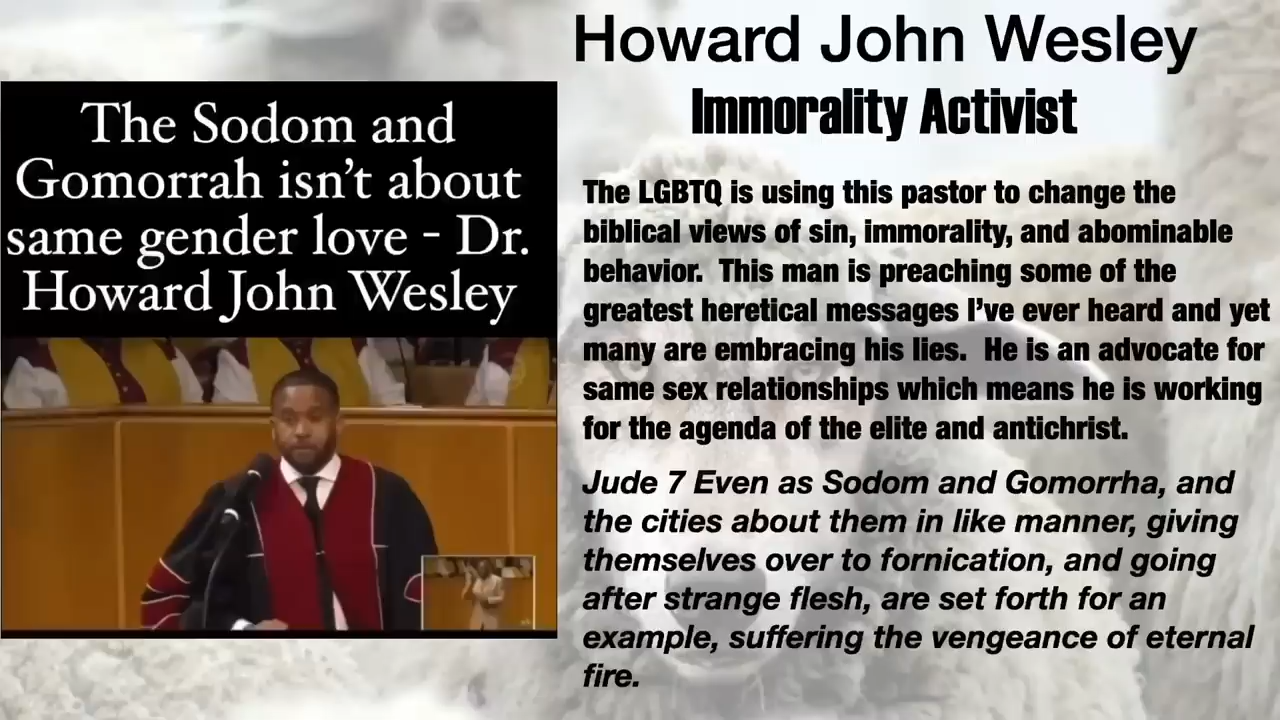 The Sodom and
Gomorrah isn't about
same gender love - Dr.
Howard John Wesley
Howard John Wesley
Immorality Activist
The LGBTQ is using this pastor to change the
biblical views of sin, immorality, and abominable
behavior.  This man is preaching some of the
greatest heretical messages I've ever heard and yet
many are embracing his lies.  He is an advocate for
same sex relationships which means he is working
for the agenda of the elite and antichrist.
Jude 7 Even as Sodom and Gomorrha, and
the cities about them in like manner, giving
themselves over to fornication, and going
after strange flesh, are set forth for an
example, suffering the vengeance of eternal
fire.